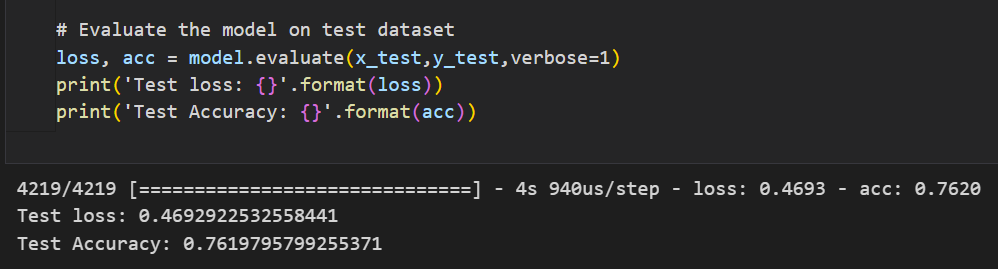 # Evaluate the model on test dataset
loss, acc = model.evaluate(x_test,y_test,verbose=1)
print('Test loss: {}'.format(loss))
print('Test Accuracy: {}'.format(acc))
4219/4219 [==============================] - 4s 940us/step - loss: 0.4693 - acc: 0.7620
Test loss: 0.4692922532558441
Test Accuracy: 0.7619795799255371